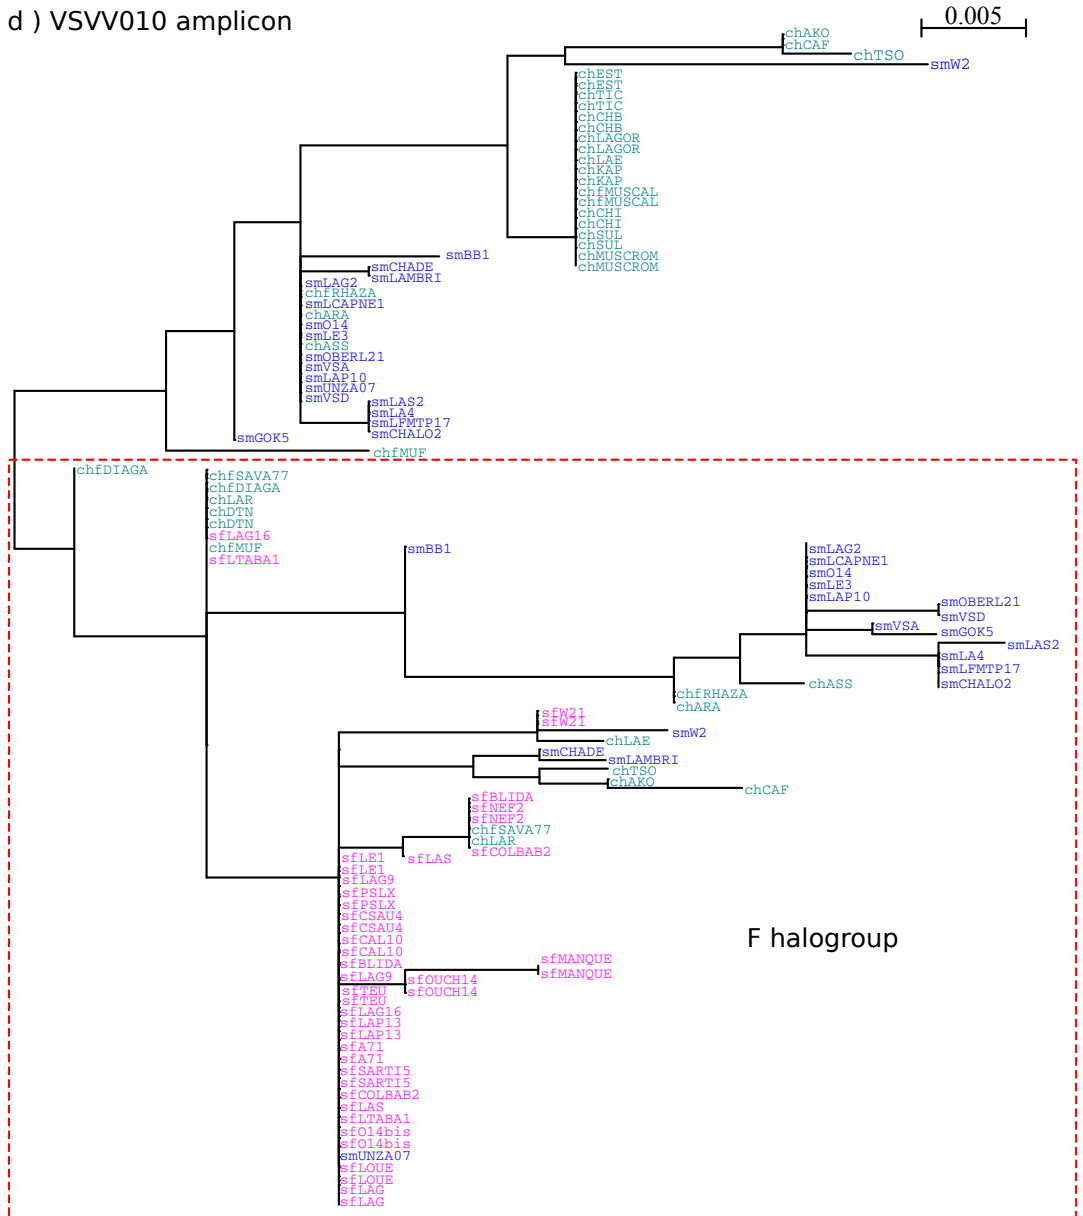 d ) VSVV010 amplicon
0.005
chAKO
chCAF
chTSO
smW2
chEST
chEST
chTIC
chTIC
chCHB
chCHB
chLAGOR
chLAGOR
chLAE
chKAP
chKAP
chfMUSCAL
chfMUSCAL
chCHI
chCHI
chSUL
chSUL
chMUSCROM
chMUSCROM
smBB1
smCHADE
smLAMBRI
smLAG2
chfRHAZA
smLCAPNE1
chARA
smO14
smLE3
chASS
smOBERL21
smVSA
smLAP10
smUNZA07
smVSD
smLAS2
smLA4
smLFMTP17
smCHALO2
smGOK5
chfMUF
chfDIAGA
chfSAVA77
chfDIAGA
chLAR
chDTN
chDTN
sfLAG16
chfMUF
sfLTABA1
smBB1
smLAG2
smLCAPNE1
smO14
smLE3
smLAP10
smOBERL21
smVSD
smVSA
smGOK5
smLAS2
smLA4
smLFMTP17
smCHALO2
chASS
chfRHAZA
chARA
sfW21
sfW21
smW2
chLAE
smCHADE
smLAMBRI
chTSO
chAKO
chCAF
sfBLIDA
sfNEF2
sfNEF2
chfSAVA77
chLAR
sfCOLBAB2
sfLAS
sfLE1
sfLE1
sfLAG9
sfPSLX
sfPSLX
sfCSAU4
sfCSAU4
sfCAL10
sfCAL10
sfBLIDA
F halogroup
sfMANQUE
sfMANQUE
sfLAG9
sfOUCH14
sfOUCH14
sfTEU
sfTEU
sfLAG16
sfLAP13
sfLAP13
sfA71
sfA71
sfSARTI5
sfSARTI5
sfCOLBAB2
sfLAS
sfLTABA1
sfO14bis
sfO14bis
smUNZA07
sfLOUE
sfLOUE
sfLAG
sfLAG